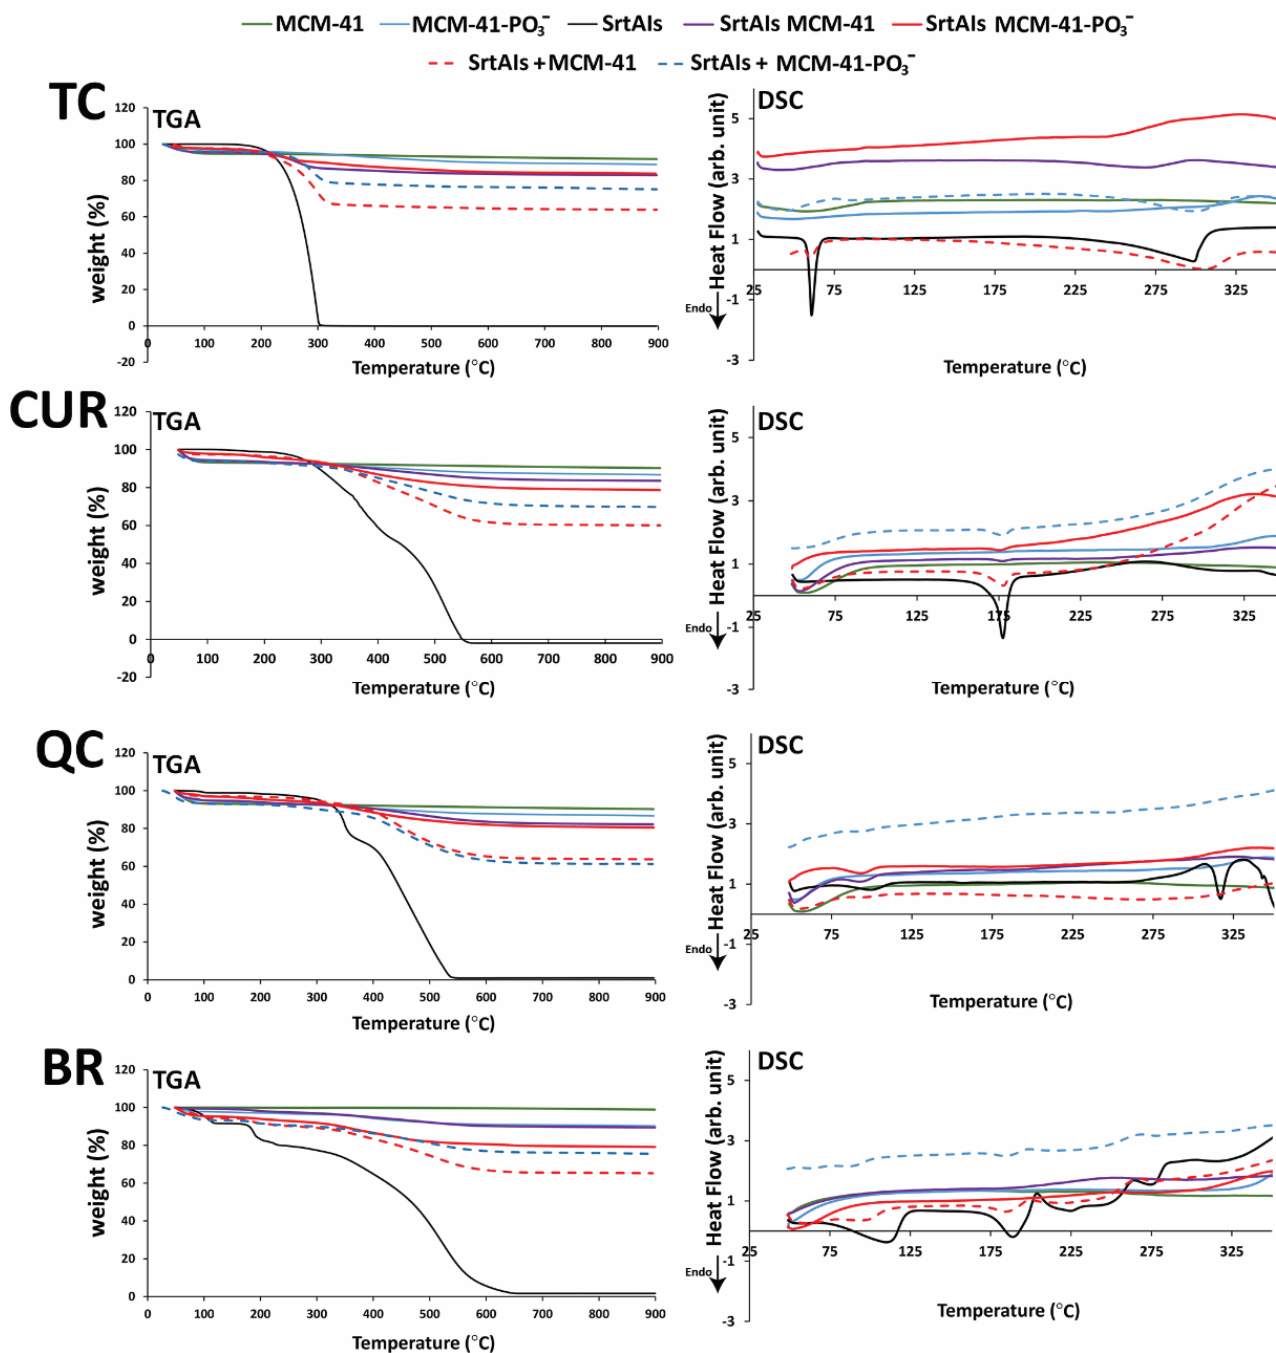 MCM-41 MCM-41-PO₃⁻ SrtAIs SrtAIs MCM-41 SrtAIs MCM-41-PO₃⁻
SrtAIs + MCM-41 SrtAIs + MCM-41-PO₃⁻
TC
TGA
weight (%)
120
100
80
60
40
20
0
-20
0 100 200 300 400 500 600 700 800 900
Temperature (°C)
DSC
Heat Flow (arb. unit)
Endo
5
3
1
-1
-3
25 75 125 175 225 275 325
Temperature (°C)
CUR
TGA
weight (%)
120
100
80
60
40
20
0
-20
0 100 200 300 400 500 600 700 800 900
Temperature (°C)
DSC
Heat Flow (arb. unit)
Endo
5
3
1
-1
-3
25 75 125 175 225 275 325
Temperature (°C)
QC
TGA
weight (%)
120
100
80
60
40
20
0
0 100 200 300 400 500 600 700 800 900
Temperature (°C)
DSC
Heat Flow (arb. unit)
Endo
5
3
1
-1
-3
25 75 125 175 225 275 325
Temperature (°C)
BR
TGA
weight (%)
120
100
80
60
40
20
0
0 100 200 300 400 500 600 700 800 900
Temperature (°C)
DSC
Heat Flow (arb. unit)
Endo
5
3
1
-1
-3
25 75 125 175 225 275 325
Temperature (°C)